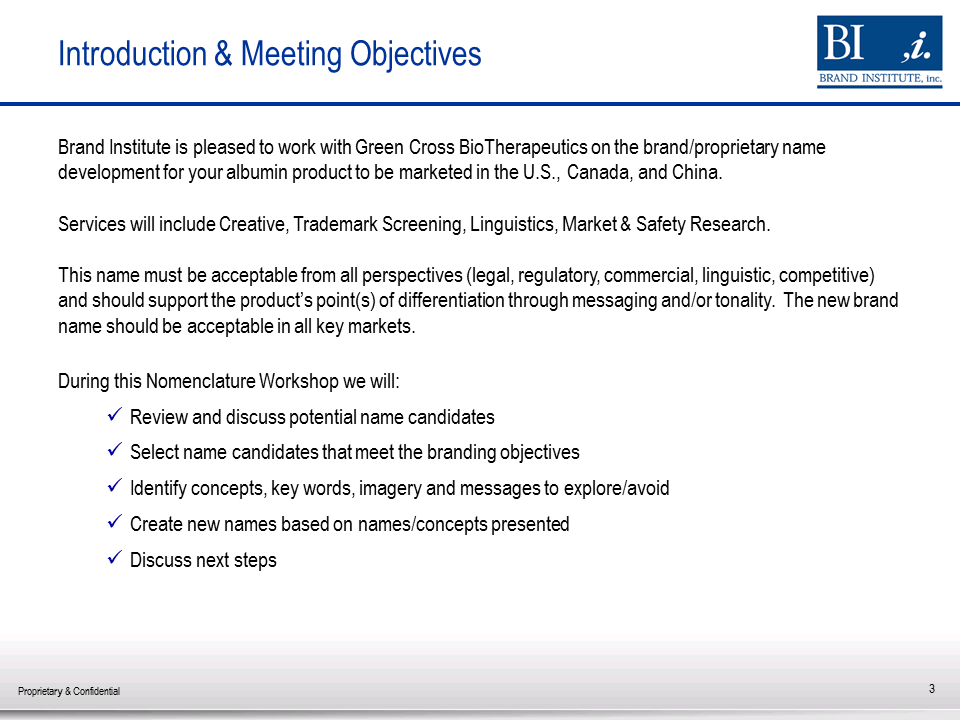 Introduction & Meeting Objectives
BI ,i.
BRAND INSTITUTE, inc.
Brand Institute is pleased to work with Green Cross BioTherapeutics on the brand/proprietary name
development for your albumin product to be marketed in the U.S., Canada, and China.
Services will include Creative, Trademark Screening, Linguistics, Market & Safety Research.
This name must be acceptable from all perspectives (legal, regulatory, commercial, linguistic, competitive)
and should support the product's point(s) of differentiation through messaging and/or tonality. The new brand
name should be acceptable in all key markets.
During this Nomenclature Workshop we will:
✓ Review and discuss potential name candidates
✓ Select name candidates that meet the branding objectives
✓ Identify concepts, key words, imagery and messages to explore/avoid
✓ Create new names based on names/concepts presented
✓ Discuss next steps
Proprietary & Confidential
3